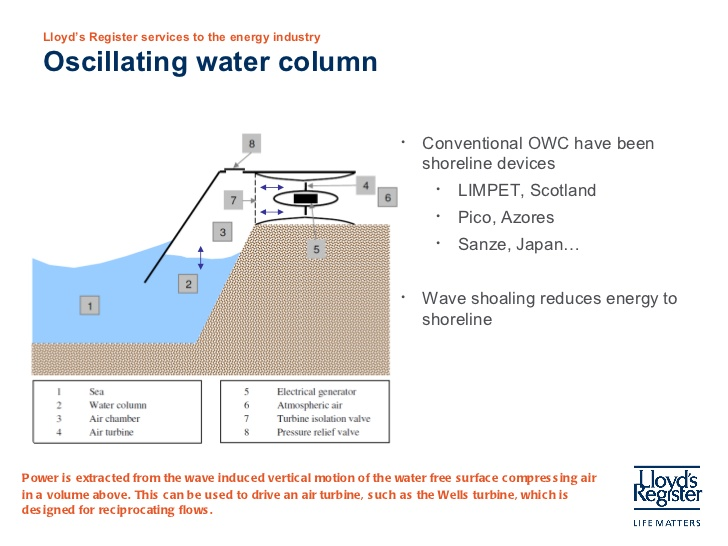 Lloyd's Register services to the energy industry
Oscillating water column
8
7
4
6
3
5
2
1
1 Sea
2 Water column
3 Air chamber
4 Air turbine
5 Electrical generator
6 Atmospheric air
7 Turbine isolation valve
8 Pressure relief valve
· Conventional OWC have been
shoreline devices
· LIMPET, Scotland
· Pico, Azores
· Sanze, Japan…
· Wave shoaling reduces energy to
shoreline
Power is extracted from the wave induced vertical motion of the water free surface compressing air
in a volume above. This can be used to drive an air turbine, such as the Wells turbine, which is
designed for reciprocating flows.
Lloyd's
Register
LIFE MATTERS